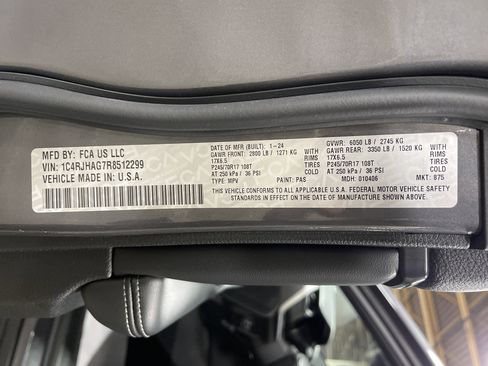 MFD BY: FCA US LLC
VIN: 1C4RJHAG7R8512299
VEHICLE MADE IN: U.S.A.
DATE OF MFR (BUILT): 1-24
GAWR FRONT: 2800 LB / 1271 KG
17X6.5 RIMS
WITH
P245/70R17 108T TIRES
AT 250 kPa / 36 PSI COLD
TYPE: MPV PAINT: PAS
GVWR: 6050 LB / 2745 KG
GAWR REAR: 3350 LB / 1520 KG
17X6.5 RIMS
WITH
P245/70R17 108T TIRES
AT 250 kPa / 36 PSI COLD
MDH: 010406 MKT: 875
THIS VEHICLE CONFORMS TO ALL APPLICABLE U.S.A. FEDERAL MOTOR VEHICLE SAFETY
STANDARDS IN EFFECT ON THE DATE OF MANUFACTURE SHOWN ABOVE.